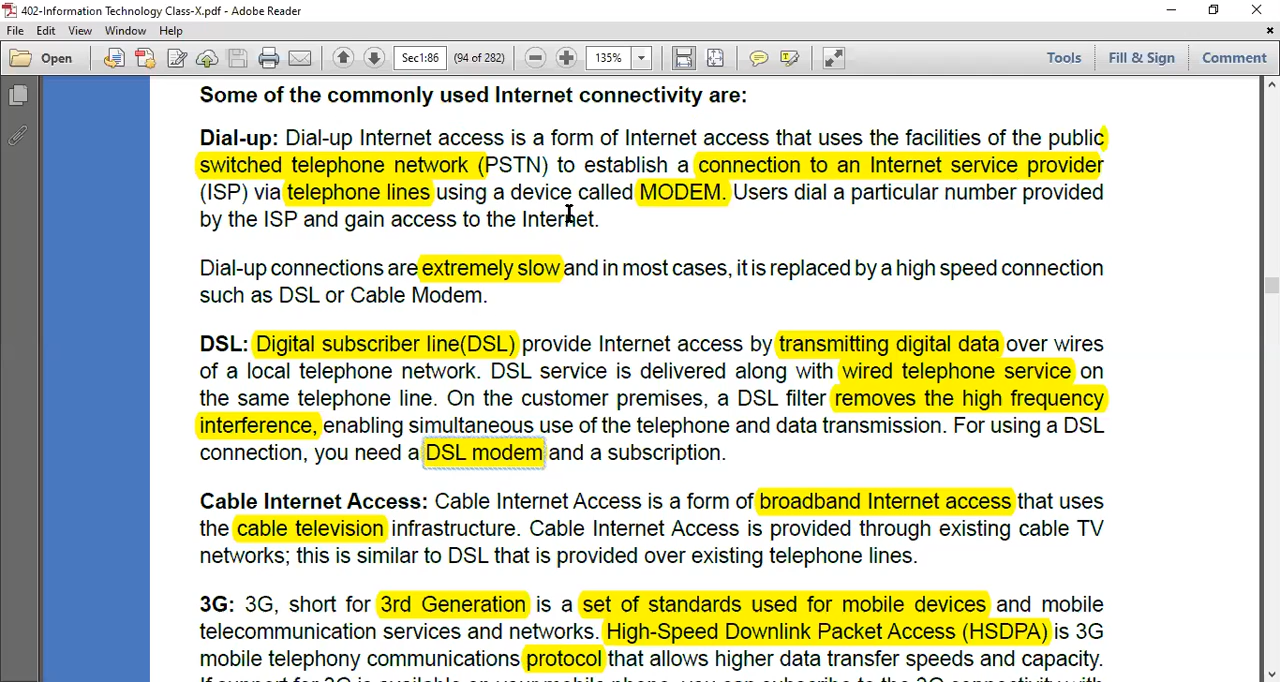 402-Information Technology Class-X.pdf - Adobe Reader
File Edit View Window Help
Open Sec1:86 (94 of 282) 135% Tools Fill & Sign Comment
Some of the commonly used Internet connectivity are:
Dial-up: Dial-up Internet access is a form of Internet access that uses the facilities of the public
switched telephone network (PSTN) to establish a connection to an Internet service provider
(ISP) via telephone lines using a device called MODEM. Users dial a particular number provided
by the ISP and gain access to the Internet.
Dial-up connections are extremely slow and in most cases, it is replaced by a high speed connection
such as DSL or Cable Modem.
DSL: Digital subscriber line(DSL) provide Internet access by transmitting digital data over wires
of a local telephone network. DSL service is delivered along with wired telephone service on
the same telephone line. On the customer premises, a DSL filter removes the high frequency
interference, enabling simultaneous use of the telephone and data transmission. For using a DSL
connection, you need a DSL modem and a subscription.
Cable Internet Access: Cable Internet Access is a form of broadband Internet access that uses
the cable television infrastructure. Cable Internet Access is provided through existing cable TV
networks; this is similar to DSL that is provided over existing telephone lines.
3G: 3G, short for 3rd Generation is a set of standards used for mobile devices and mobile
telecommunication services and networks. High-Speed Downlink Packet Access (HSDPA) is 3G
mobile telephony communications protocol that allows higher data transfer speeds and capacity.